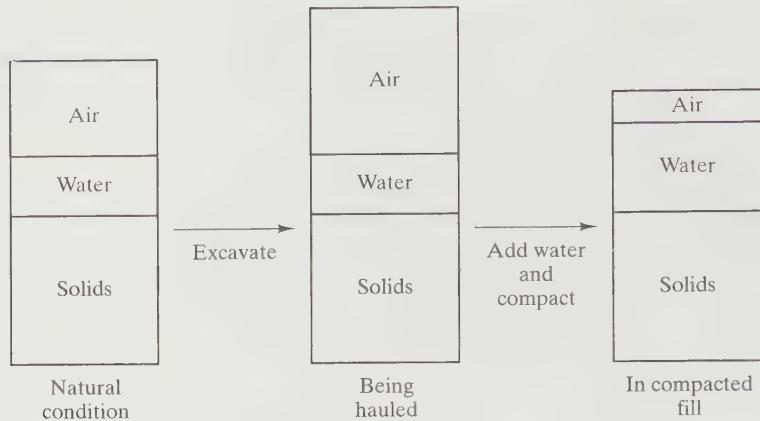 Air
Water
Solids
Natural
condition
Excavate
Air
Water
Solids
Being
hauled
Add water
and
compact
Air
Water
Solids
In compacted
fill